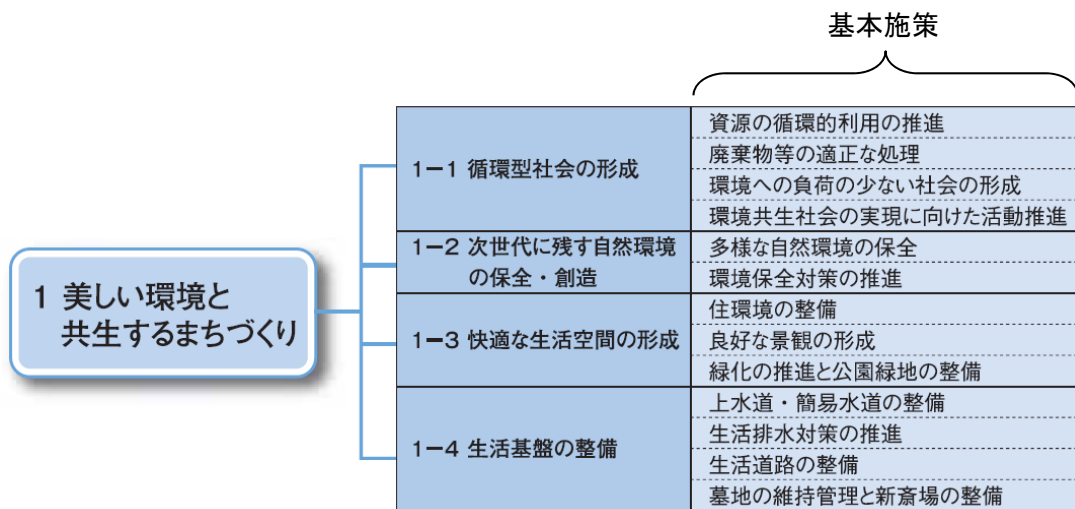 基本施策
1 美しい環境と
共生するまちづくり
1－1 循環型社会の形成
資源の循環的利用の推進
廃棄物等の適正な処理
環境への負荷の少ない社会の形成
環境共生社会の実現に向けた活動推進
1－2 次世代に残す自然環境
の保全・創造
多様な自然環境の保全
環境保全対策の推進
1－3 快適な生活空間の形成
住環境の整備
良好な景観の形成
緑化の推進と公園緑地の整備
1－4 生活基盤の整備
上水道・簡易水道の整備
生活排水対策の推進
生活道路の整備
墓地の維持管理と新斎場の整備